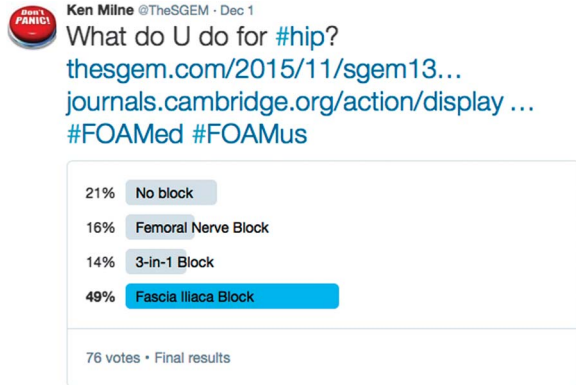 Don't
PANIC!
Ken Milne @TheSGEM · Dec 1
What do U do for #hip?
thesgem.com/2015/11/sgem13…
journals.cambridge.org/action/display …
#FOAMed #FOAMus
21% No block
16% Femoral Nerve Block
14% 3-in-1 Block
49% Fascia Iliaca Block
76 votes • Final results